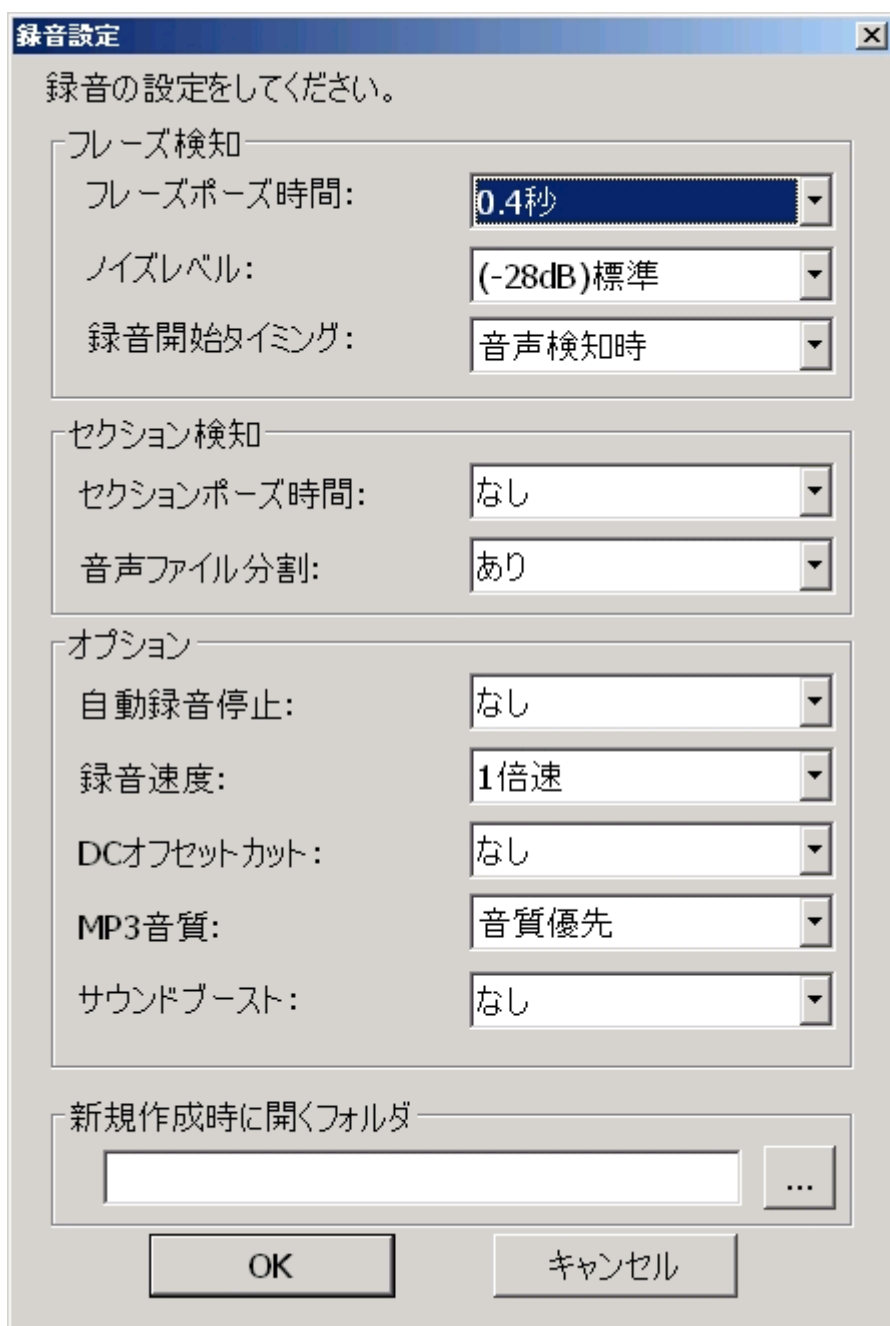 録音設定
録音の設定をしてください。
フレーズ検知
フレーズポーズ時間: 0.4秒
ノイズレベル: (-28dB)標準
録音開始タイミング: 音声検知時
セクション検知
セクションポーズ時間: なし
音声ファイル分割: あり
オプション
自動録音停止: なし
録音速度: 1倍速
DCオフセットカット: なし
MP3音質: 音質優先
サウンドブースト: なし
新規作成時に開くフォルダ
...
OK キャンセル